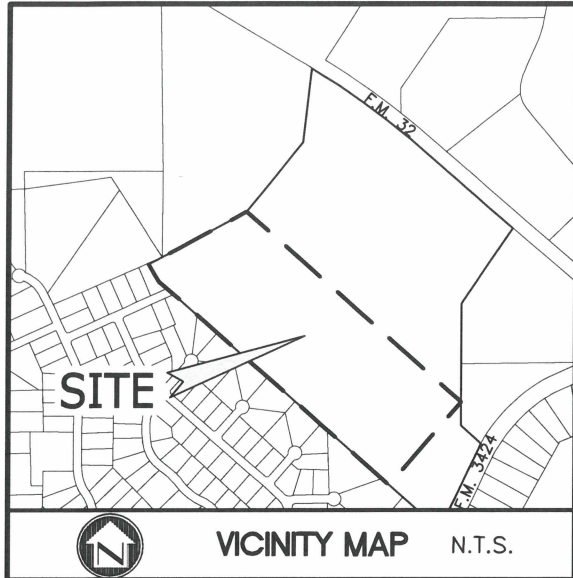 F.M. 32
SITE
F.M. 3424
N
VICINITY MAP N.T.S.